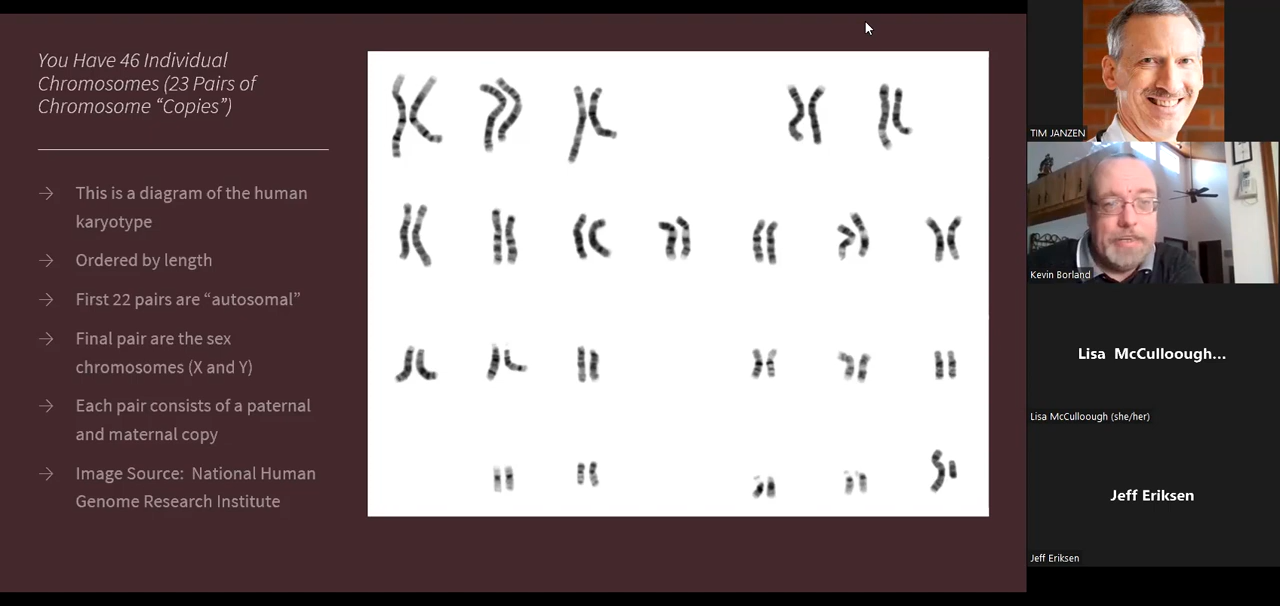 You Have 46 Individual
Chromosomes (23 Pairs of
Chromosome “Copies”)
→ This is a diagram of the human
karyotype
→ Ordered by length
→ First 22 pairs are “autosomal”
→ Final pair are the sex
chromosomes (X and Y)
→ Each pair consists of a paternal
and maternal copy
→ Image Source: National Human
Genome Research Institute
TIM JANZEN
Kevin Borland
Lisa McCulloough...
Lisa McCulloough (she/her)
Jeff Eriksen
Jeff Eriksen